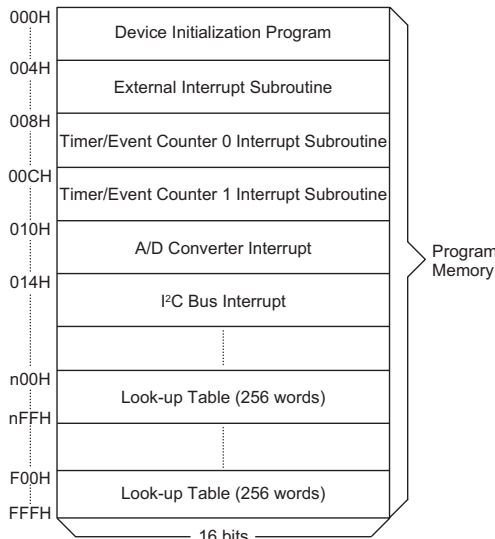 000H
Device Initialization Program
004H
External Interrupt Subroutine
008H
Timer/Event Counter 0 Interrupt Subroutine
00CH
Timer/Event Counter 1 Interrupt Subroutine
010H
A/D Converter Interrupt
014H
I²C Bus Interrupt
n00H
Look-up Table (256 words)
nFFH
F00H
Look-up Table (256 words)
FFFH
16 bits
Program
Memory